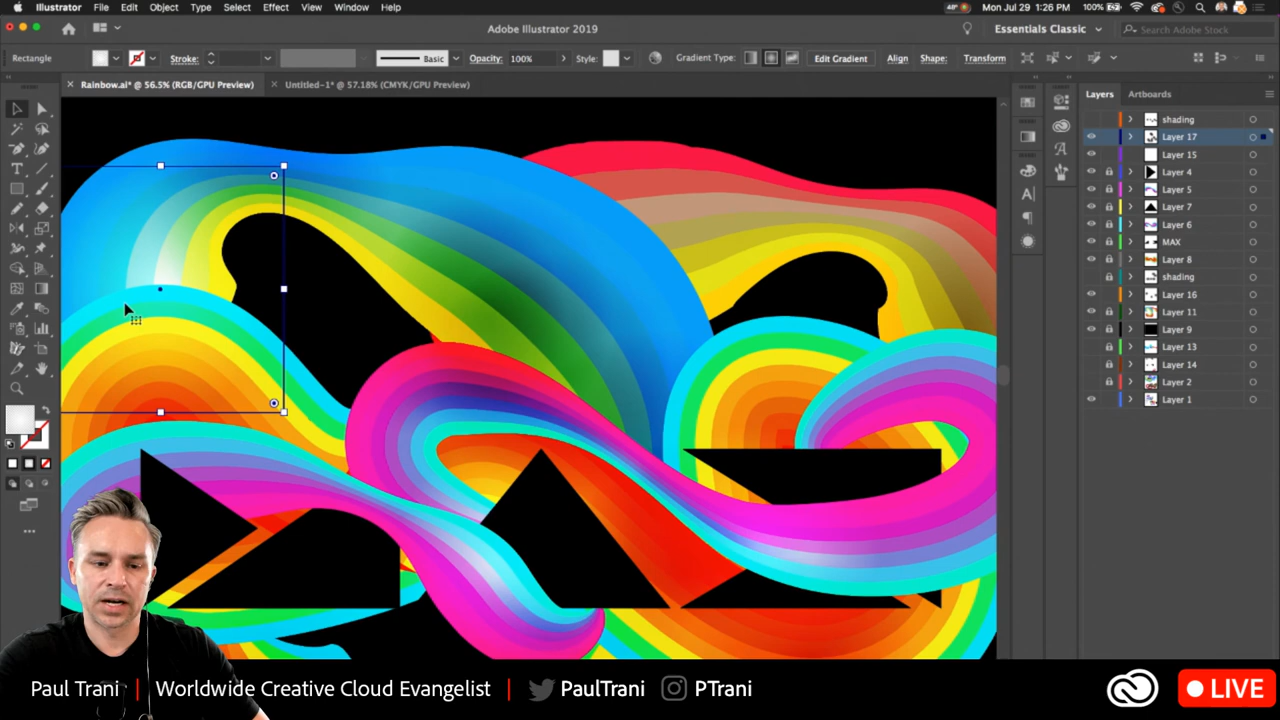 Illustrator File Edit Object Type Select Effect View Window Help
Mon Jul 29 1:26 PM 100%
Adobe Illustrator 2019
Essentials Classic
Search Adobe Stock
Rectangle Stroke: Basic Opacity: 100% Style: Gradient Type: Edit Gradient Align Shape: Transform
× Rainbow.ai* @ 56.5% (RGB/GPU Preview) × Untitled-1* @ 57.18% (CMYK/GPU Preview)
Layers Artboards
shading
Layer 17
Layer 15
Layer 4
Layer 5
Layer 7
Layer 6
MAX
Layer 8
shading
Layer 16
Layer 11
Layer 9
Layer 13
Layer 14
Layer 2
Layer 1
Paul Trani | Worldwide Creative Cloud Evangelist | PaulTrani PTrani
LIVE